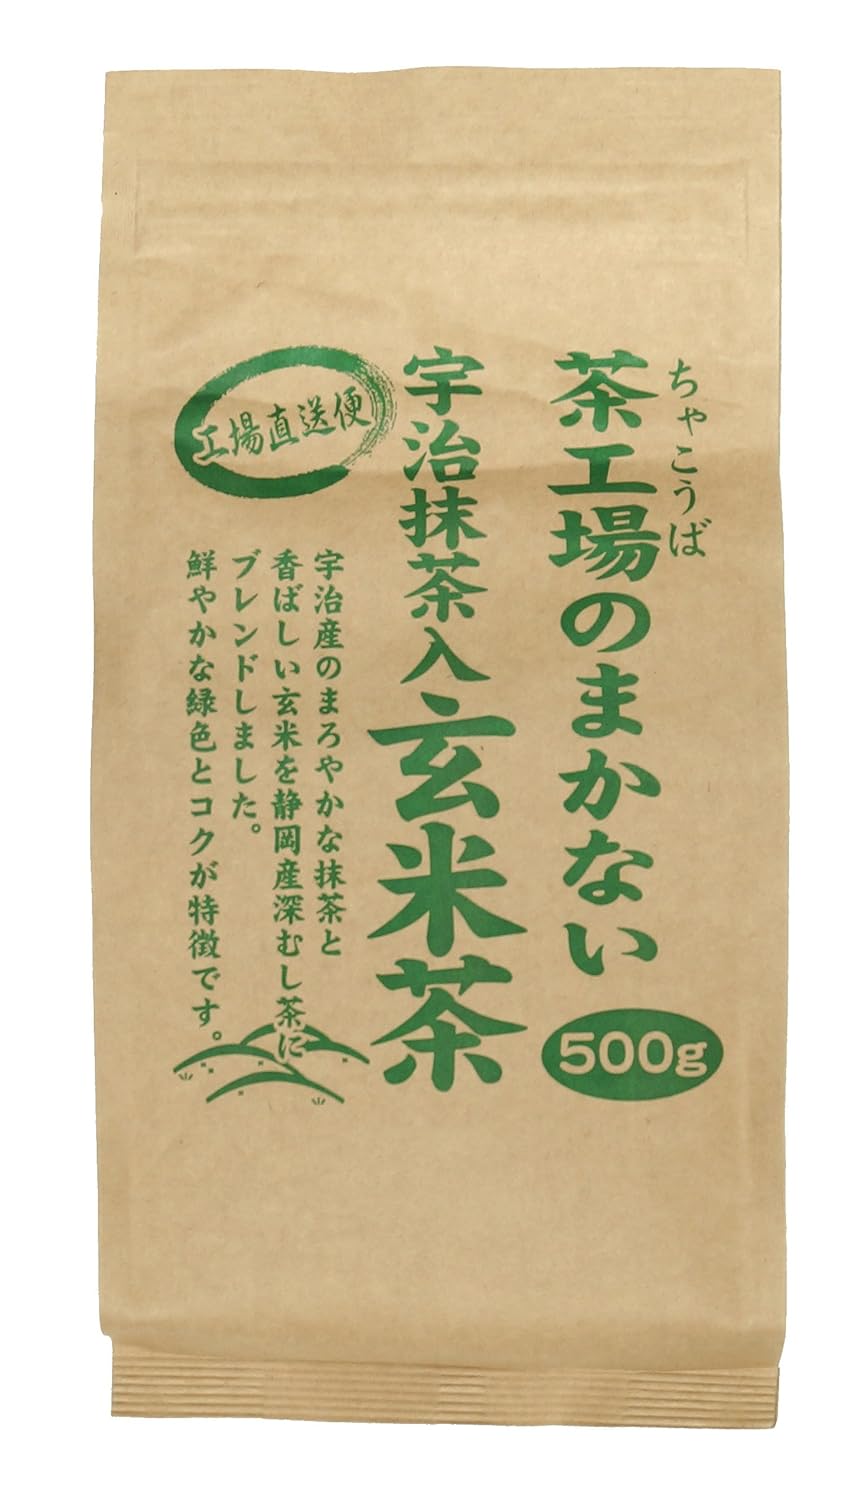 ちゃこうば
茶工場のまかない
500g
宇治抹茶入玄米茶
工場直送便
宇治産のまろやかな抹茶と
香ばしい玄米を静岡産深むし茶に
ブレンドしました。
鮮やかな緑色とコクが特徴です。